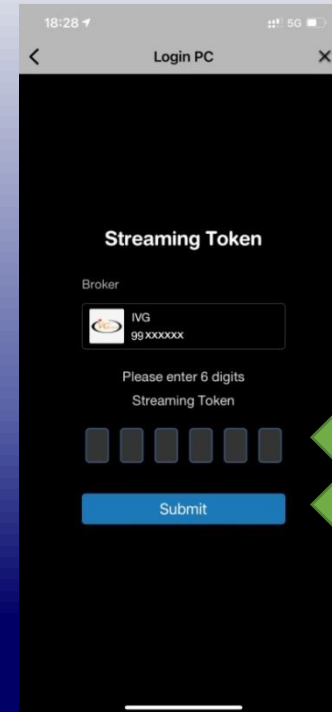 18:28
5G
Login PC
Streaming Token
Broker
IVG
99xxxxxx
Please enter 6 digits
Streaming Token
Submit